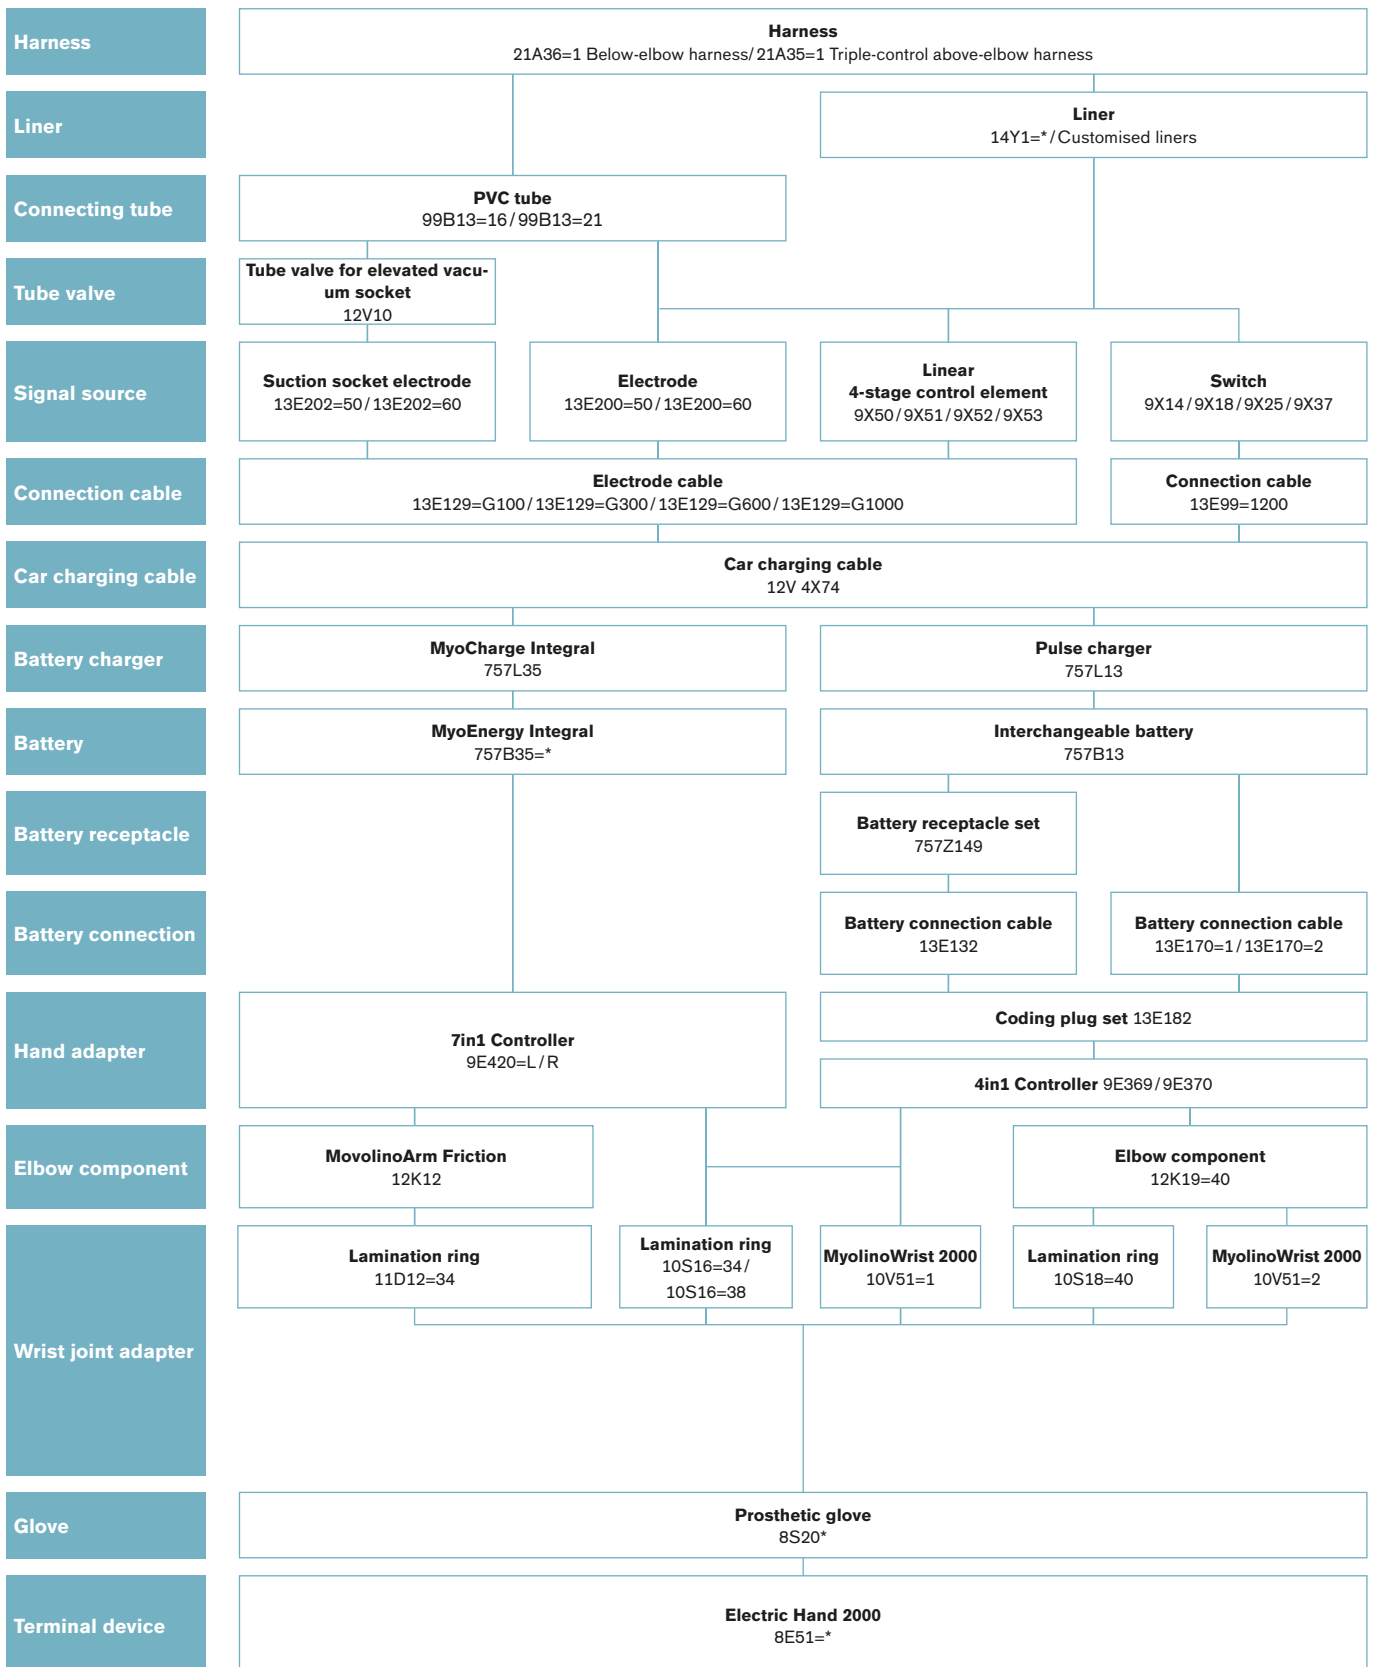 Harness
Harness
21A36=1 Below-elbow harness/21A35=1 Triple-control above-elbow harness
Liner
Liner
14Y1=*/Customised liners
Connecting tube
PVC tube
99B13=16/99B13=21
Tube valve
Tube valve for elevated vacu-
um socket
12V10
Signal source
Suction socket electrode
13E202=50/13E202=60
Electrode
13E200=50/13E200=60
Linear
4-stage control element
9X50/9X51/9X52/9X53
Switch
9X14/9X18/9X25/9X37
Connection cable
Electrode cable
13E129=G100/13E129=G300/13E129=G600/13E129=G1000
Connection cable
13E99=1200
Car charging cable
Car charging cable
12V 4X74
Battery charger
MyoCharge Integral
757L35
Pulse charger
757L13
Battery
MyoEnergy Integral
757B35=*
Interchangeable battery
757B13
Battery receptacle
Battery receptacle set
757Z149
Battery connection
Battery connection cable
13E132
Battery connection cable
13E170=1/13E170=2
Hand adapter
7in1 Controller
9E420=L/R
Coding plug set 13E182
4in1 Controller 9E369/9E370
Elbow component
MovolinoArm Friction
12K12
Elbow component
12K19=40
Wrist joint adapter
Lamination ring
11D12=34
Lamination ring
10S16=34/
10S16=38
MyolinoWrist 2000
10V51=1
Lamination ring
10S18=40
MyolinoWrist 2000
10V51=2
Glove
Prosthetic glove
8S20*
Terminal device
Electric Hand 2000
8E51=*